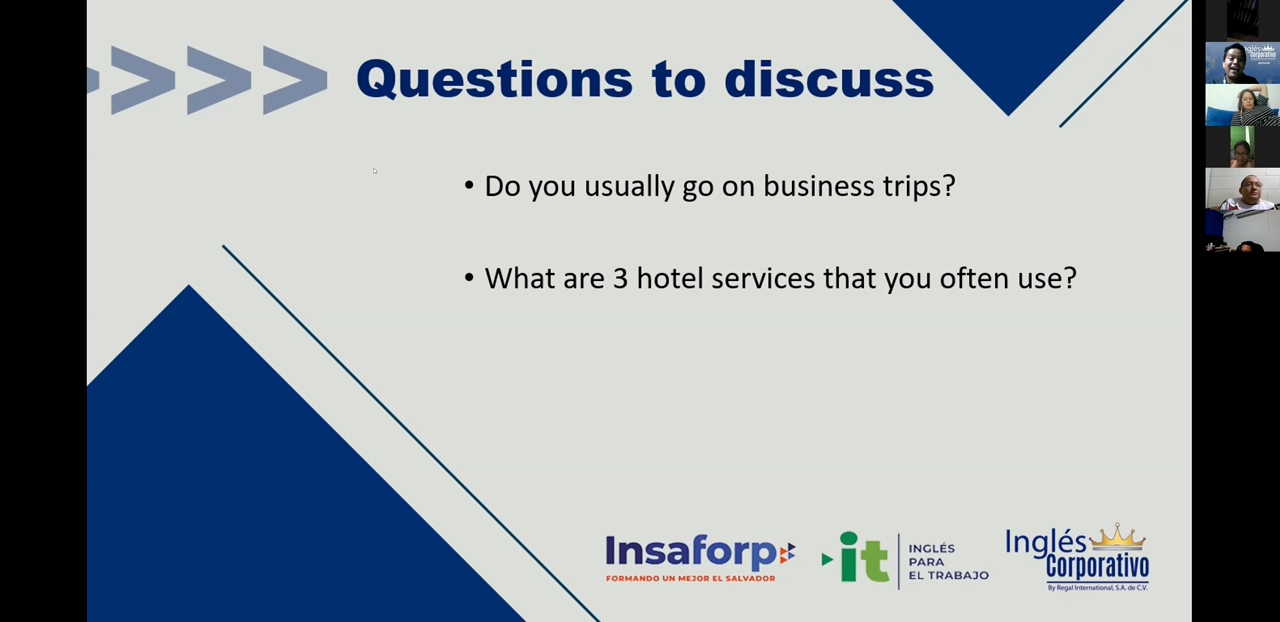 Questions to discuss
• Do you usually go on business trips?
• What are 3 hotel services that you often use?
Insaforp
FORMANDO UN MEJOR EL SALVADOR
it
INGLÉS
PARA
EL TRABAJO
Inglés
Corporativo
By Regal International, S.A. de C.V.